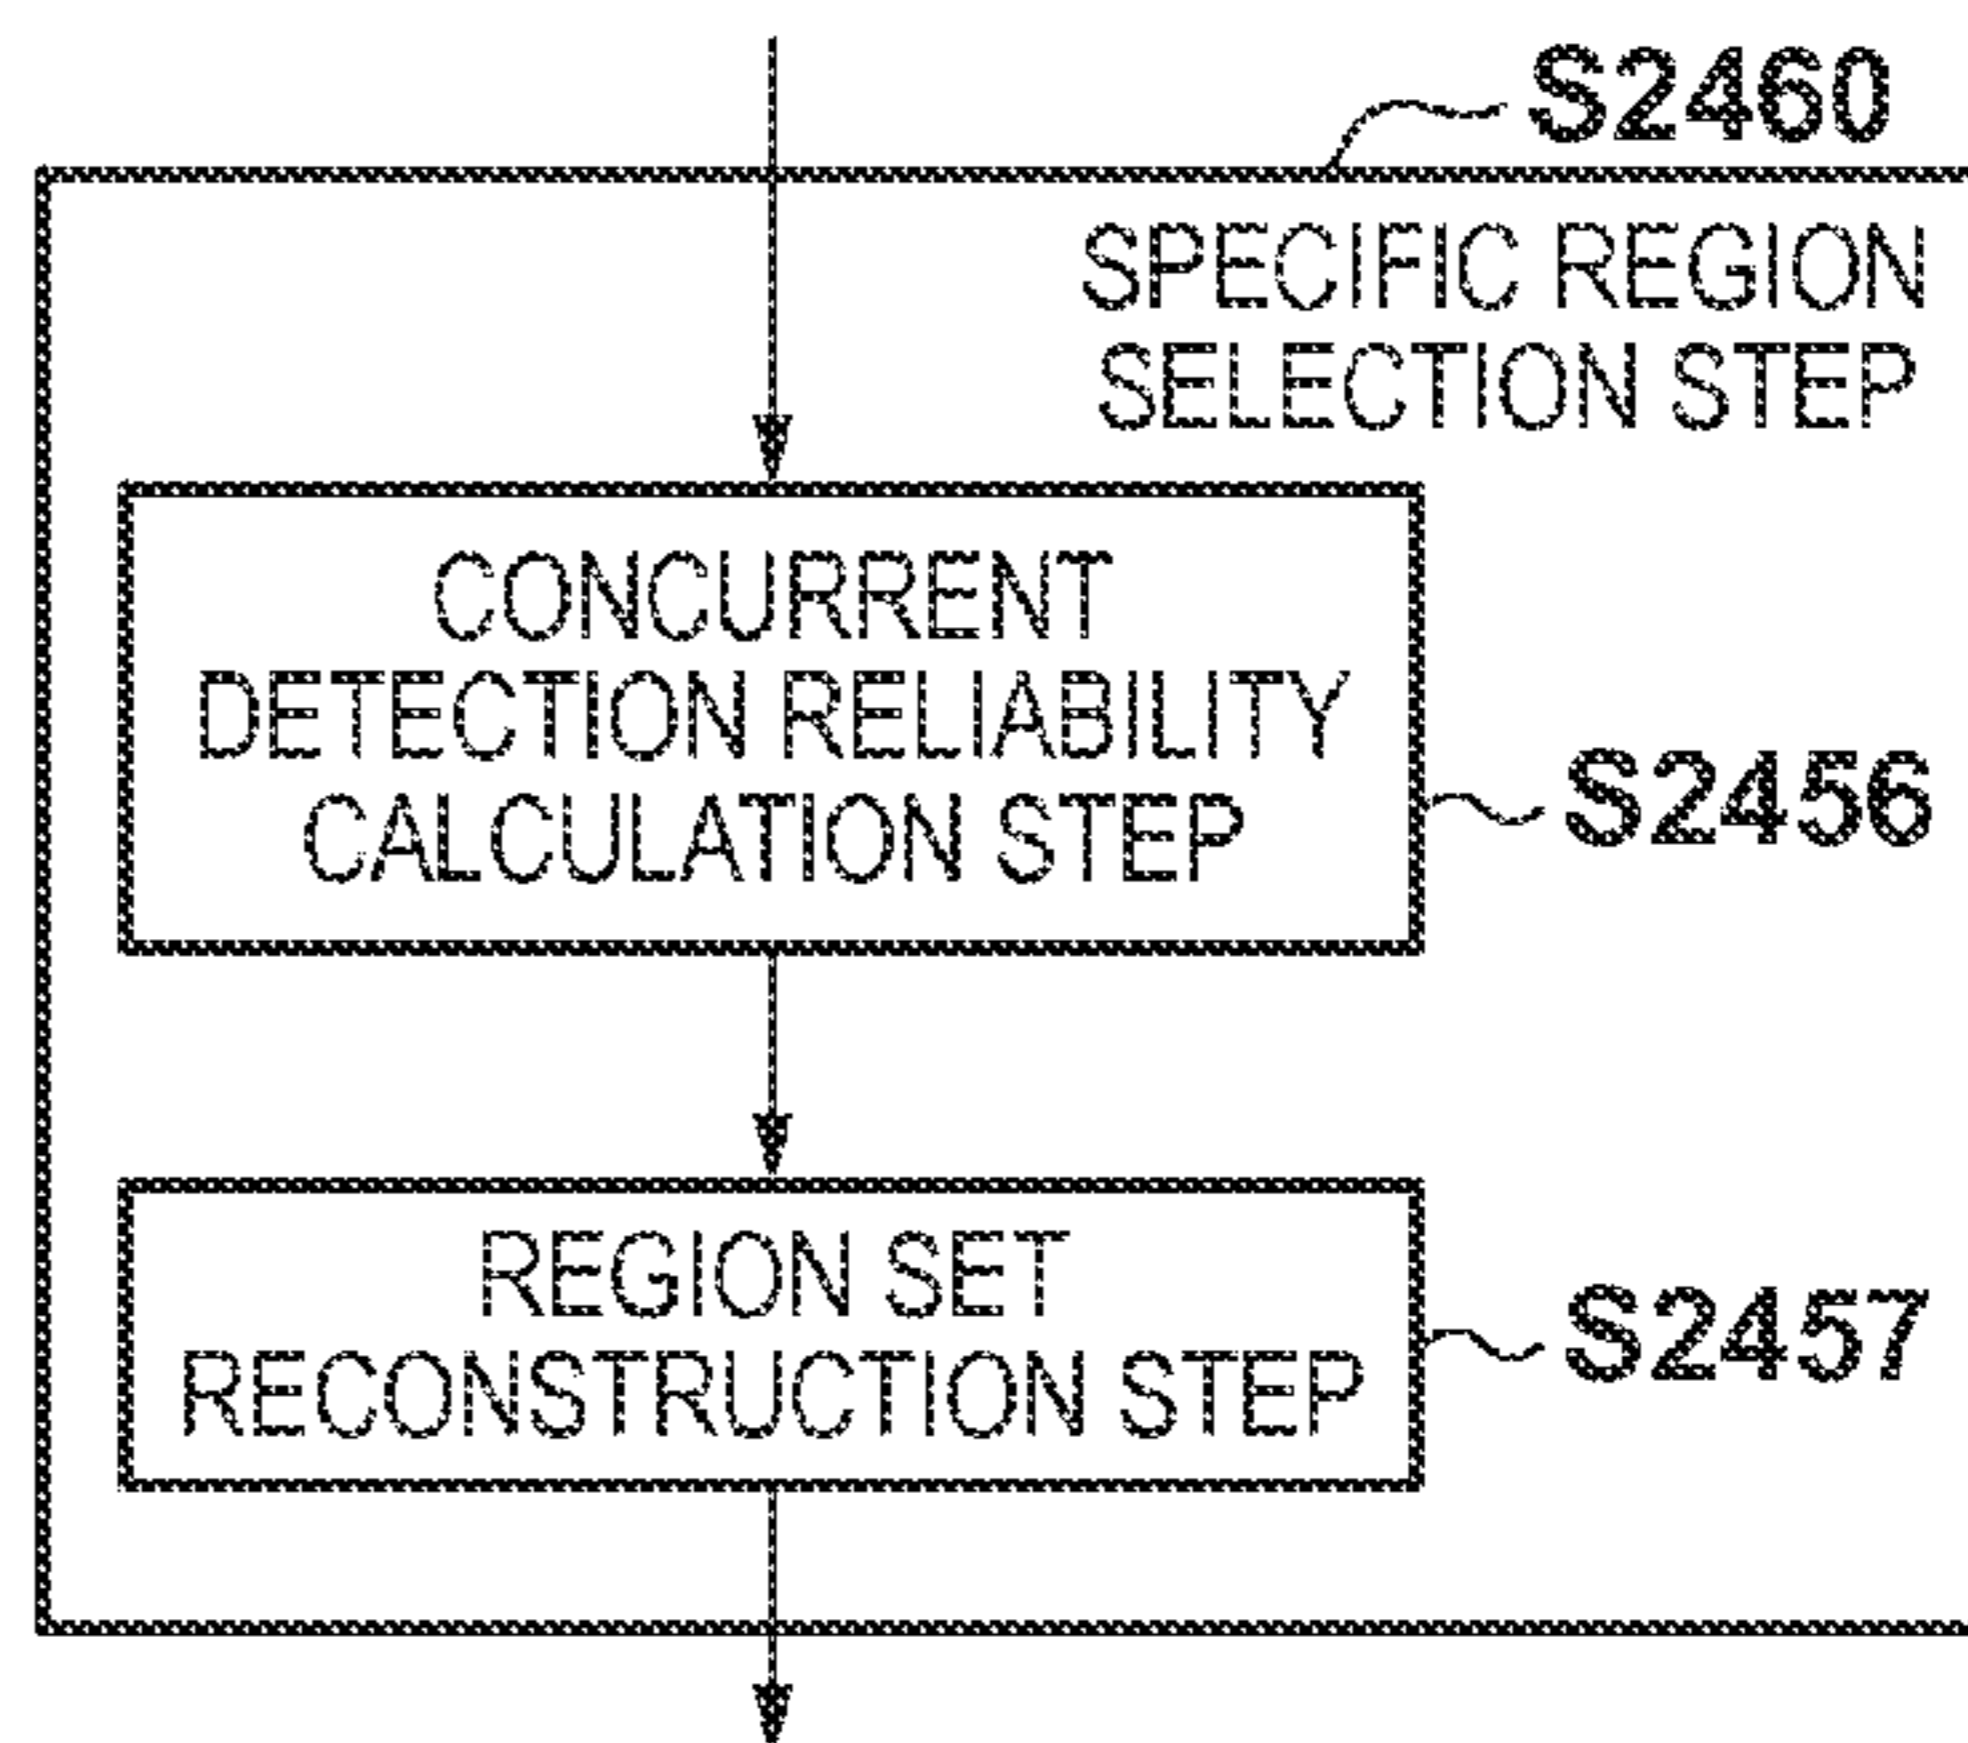 S2460
SPECIFIC REGION
SELECTION STEP
CONCURRENT
DETECTION RELIABILITY
CALCULATION STEP
S2456
REGION SET
RECONSTRUCTION STEP
S2457